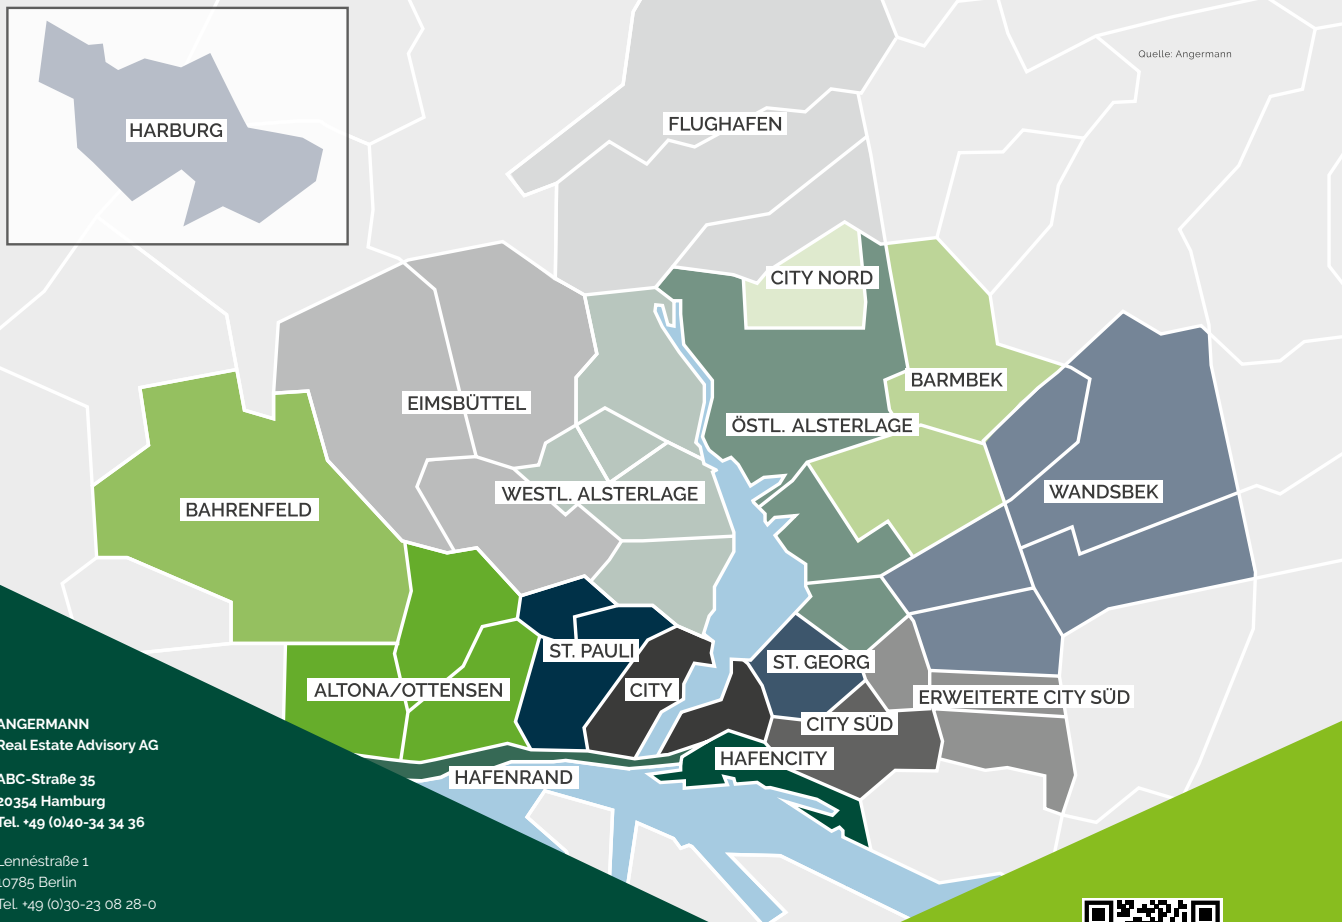 Quelle: Angermann
FLUGHAFEN
HARBURG
CITY NORD
BARMBEK
EIMSBÜTTEL
ÖSTL. ALSTERLAGE
WESTL. ALSTERLAGE
WANDSBEK
BAHRENFELD
ST. PAULI
ST. GEORG
ALTONA/OTTENSEN
CITY
ERWEITERTE CITY SÜD
CITY SÜD
HAFENCITY
HAFENRAND
ANGERMANN
Real Estate Advisory AG
ABC-Straße 35
20354 Hamburg
Tel. +49 (0)40-34 34 36
Lennéstraße 1
10785 Berlin
Tel. +49 (0)30-23 08 28-0